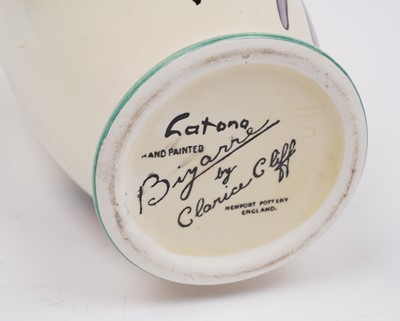 Latona
HAND PAINTED
Bizarre
by
Clarice Cliff
NEWPORT POTTERY
ENGLAND.